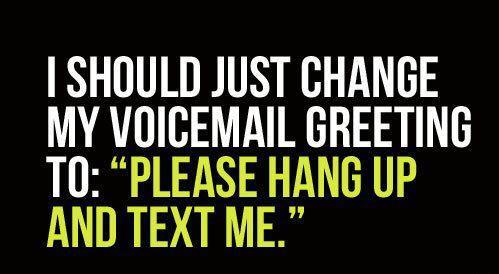 I SHOULD JUST CHANGE
MY VOICEMAIL GREETING
TO: “PLEASE HANG UP
AND TEXT ME.”